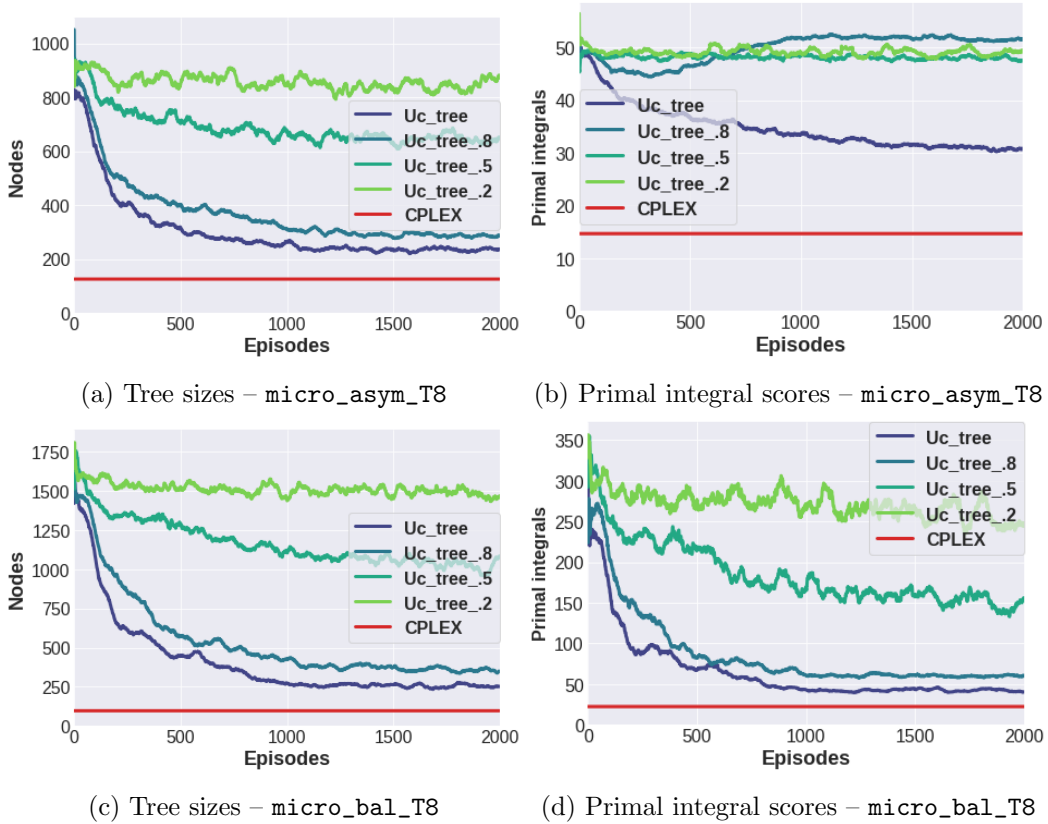 1000
800
600
400
200
0
Nodes
Uc_tree
Uc_tree_.8
Uc_tree_.5
Uc_tree_.2
CPLEX
0 500 1000 1500 2000
Episodes
(a) Tree sizes – micro_asym_T8
50
40
30
20
10
0
Primal integrals
Uc_tree
Uc_tree_.8
Uc_tree_.5
Uc_tree_.2
CPLEX
0 500 1000 1500 2000
Episodes
(b) Primal integral scores – micro_asym_T8
1750
1500
1250
1000
750
500
250
0
Nodes
Uc_tree
Uc_tree_.8
Uc_tree_.5
Uc_tree_.2
CPLEX
0 500 1000 1500 2000
Episodes
(c) Tree sizes – micro_bal_T8
350
300
250
200
150
100
50
0
Primal integrals
Uc_tree
Uc_tree_.8
Uc_tree_.5
Uc_tree_.2
CPLEX
0 500 1000 1500 2000
Episodes
(d) Primal integral scores – micro_bal_T8